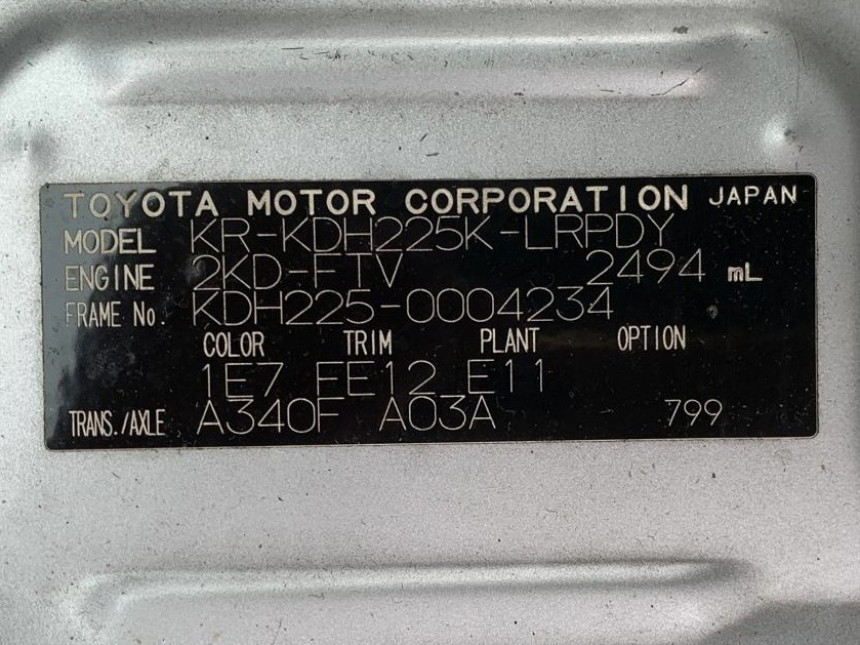 TOYOTA MOTOR CORPORATION JAPAN
MODEL KR-KDH225K-LRPDY
ENGINE 2KD-FTV 2494 mL
FRAME No. KDH225-0004234
COLOR TRIM PLANT OPTION
1E7 EE12 E11
TRANS./AXLE A340F A03A 799